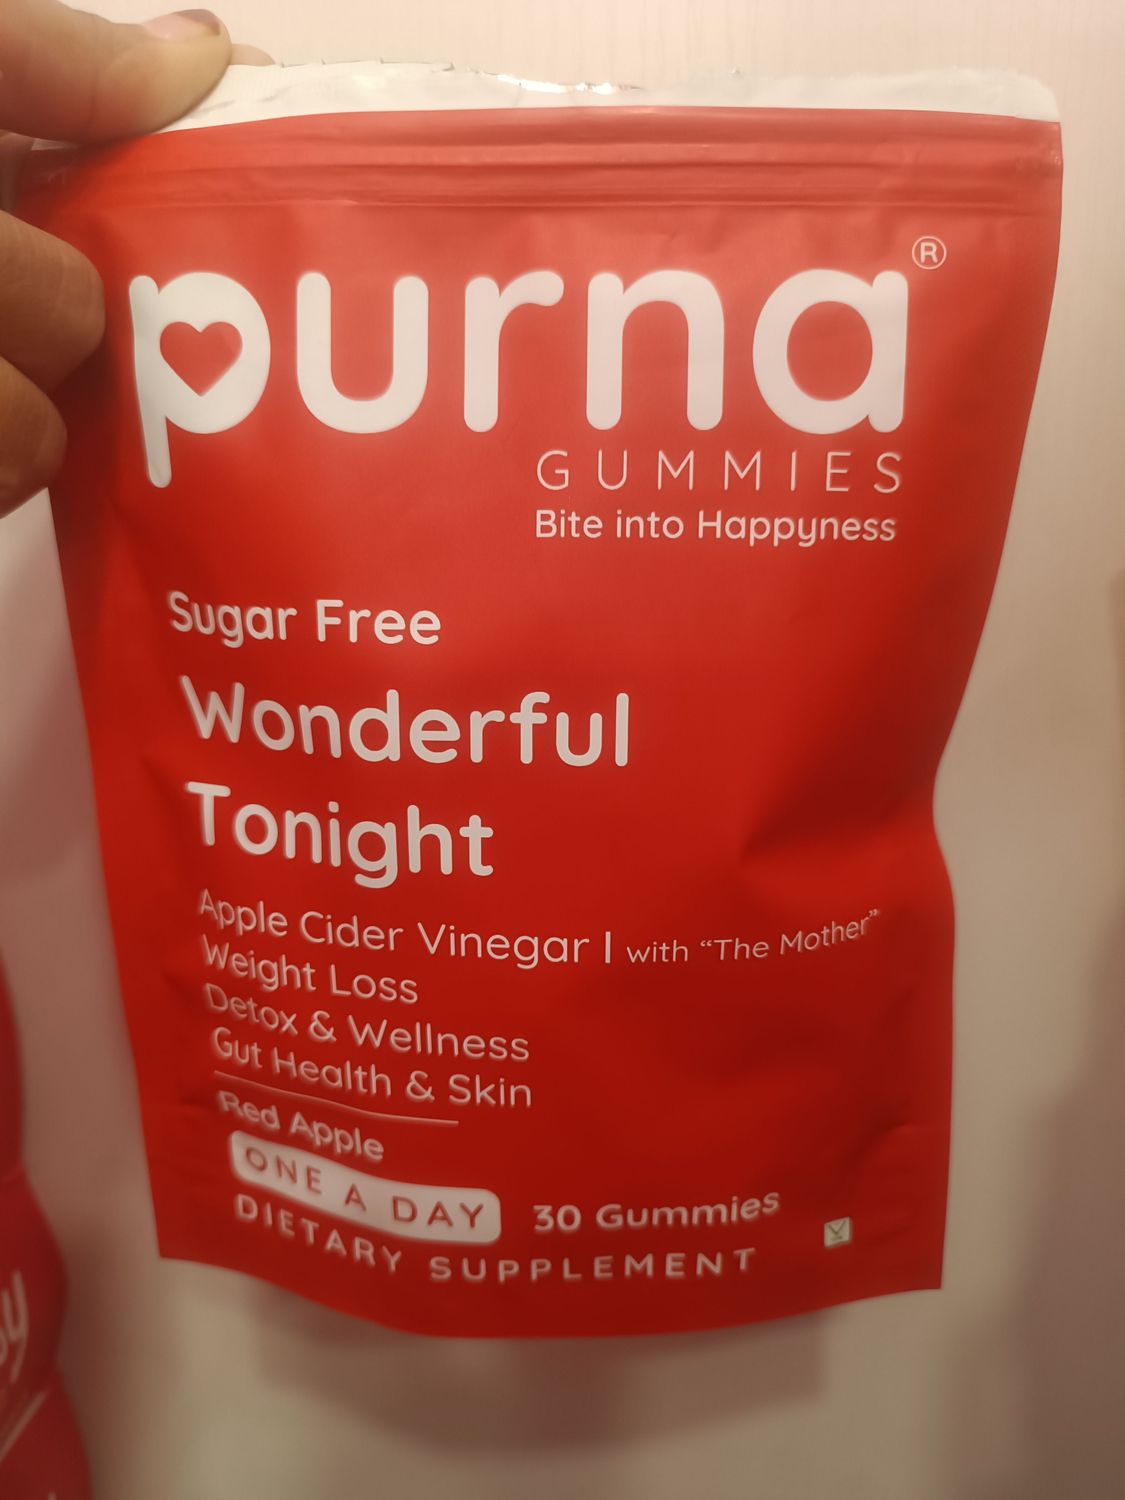 purna®
GUMMIES
Bite into Happyness
Sugar Free
Wonderful
Tonight
Apple Cider Vinegar | with “The Mother”
Weight Loss
Detox & Wellness
Gut Health & Skin
Red Apple
ONE A DAY
30 Gummies
DIETARY SUPPLEMENT